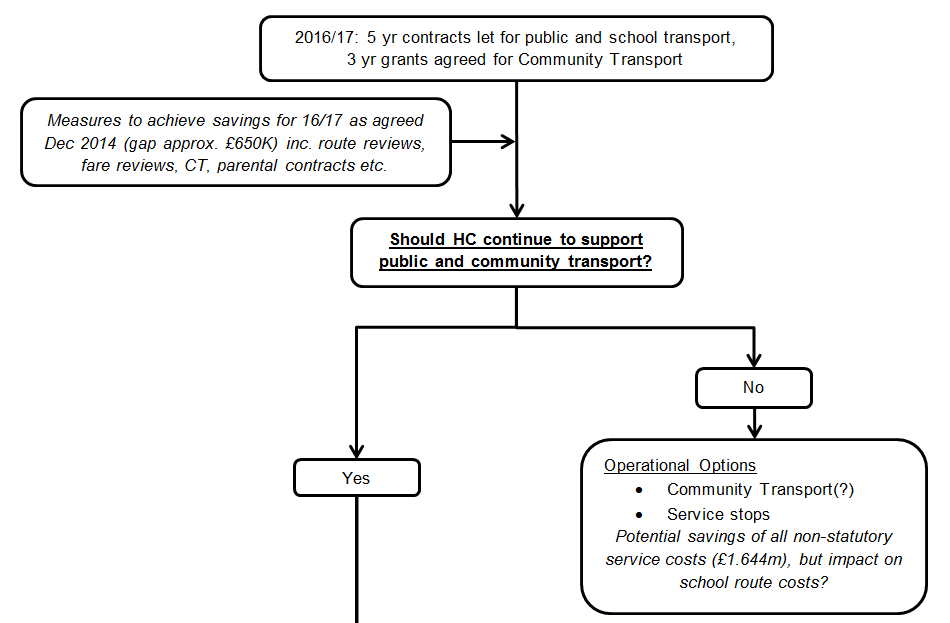 2016/17: 5 yr contracts let for public and school transport,
3 yr grants agreed for Community Transport
Measures to achieve savings for 16/17 as agreed
Dec 2014 (gap approx. £650K) inc. route reviews,
fare reviews, CT, parental contracts etc.
Should HC continue to support
public and community transport?
No
Yes
Operational Options
• Community Transport(?)
• Service stops
Potential savings of all non-statutory
service costs (£1.644m), but impact on
school route costs?